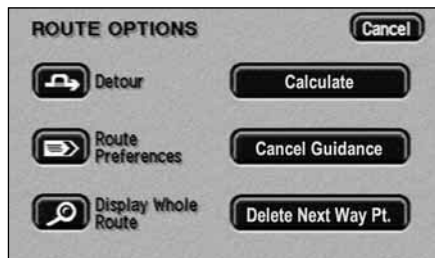 ROUTE OPTIONS
Cancel
Detour
Calculate
Route
Preferences
Cancel Guidance
Display Whole
Route
Delete Next Way Pt.